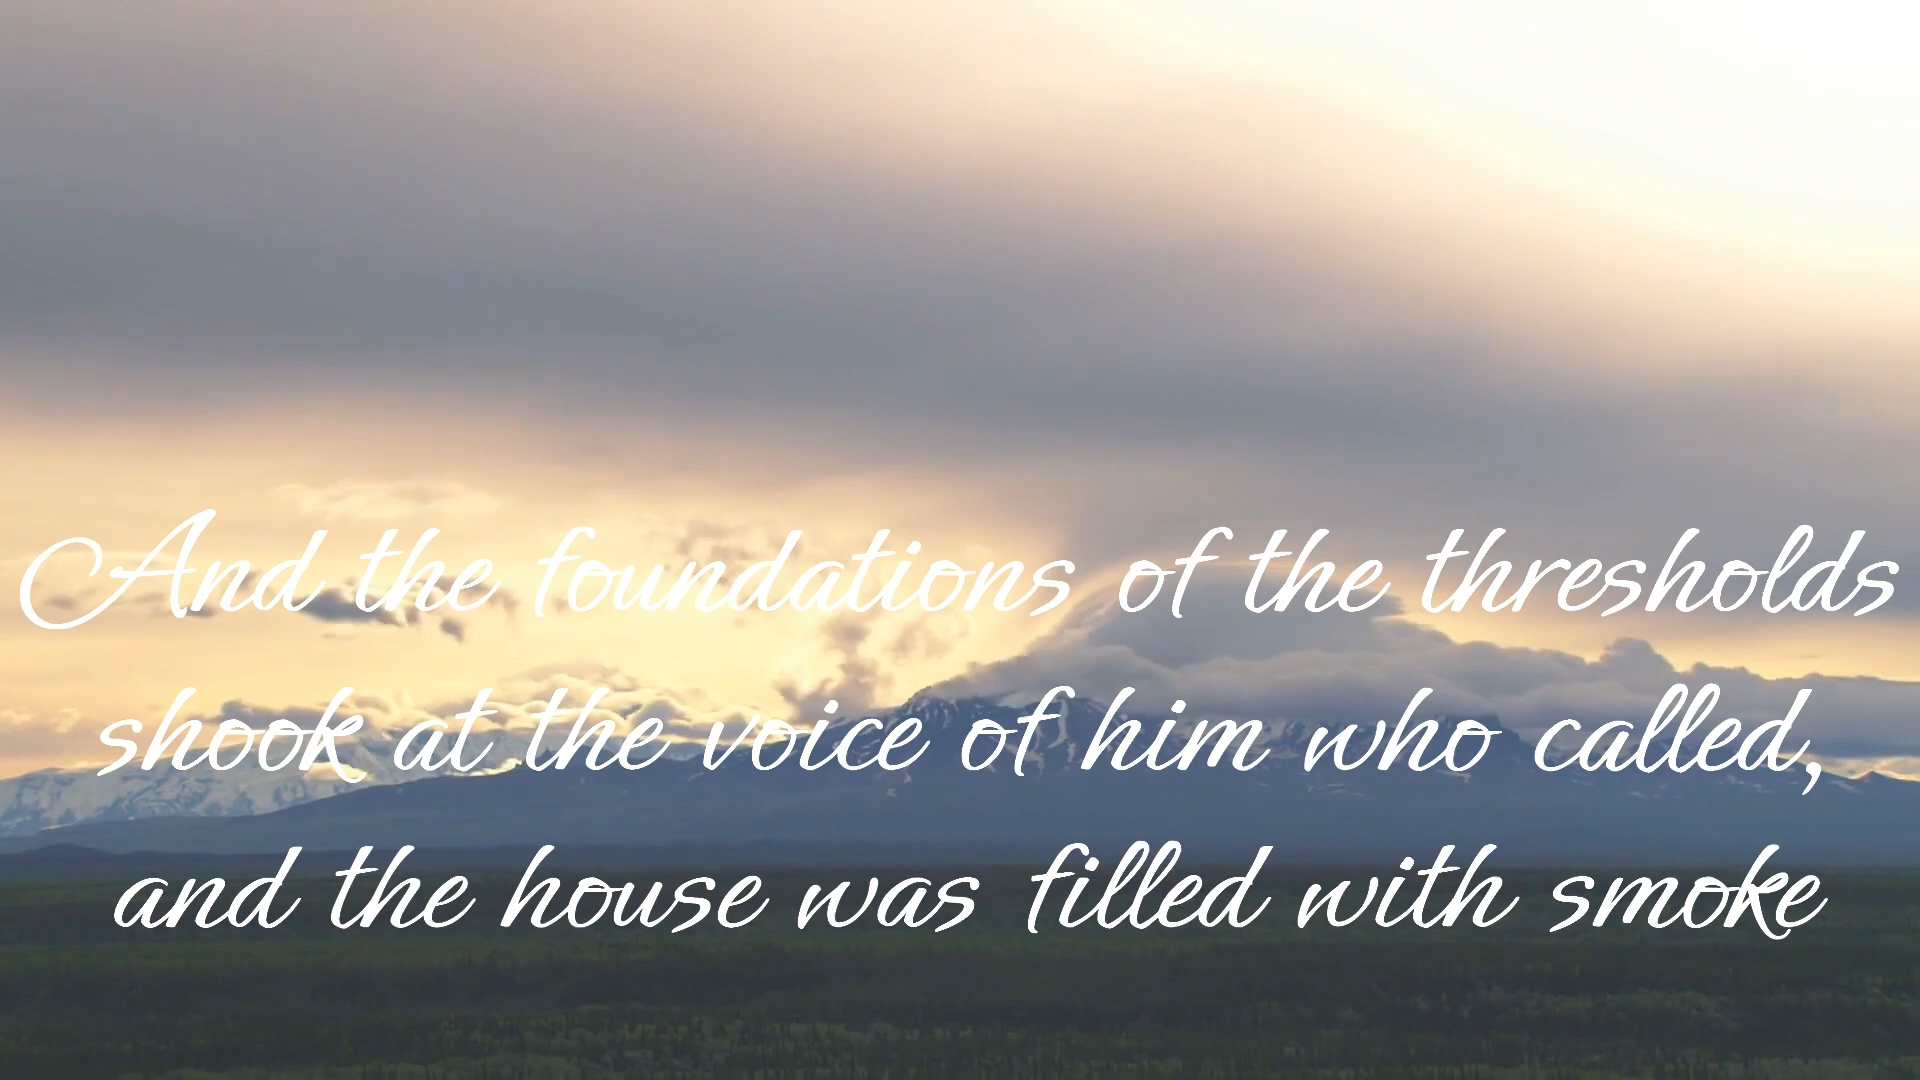 And the foundations of the thresholds
shook at the voice of him who called,
and the house was filled with smoke